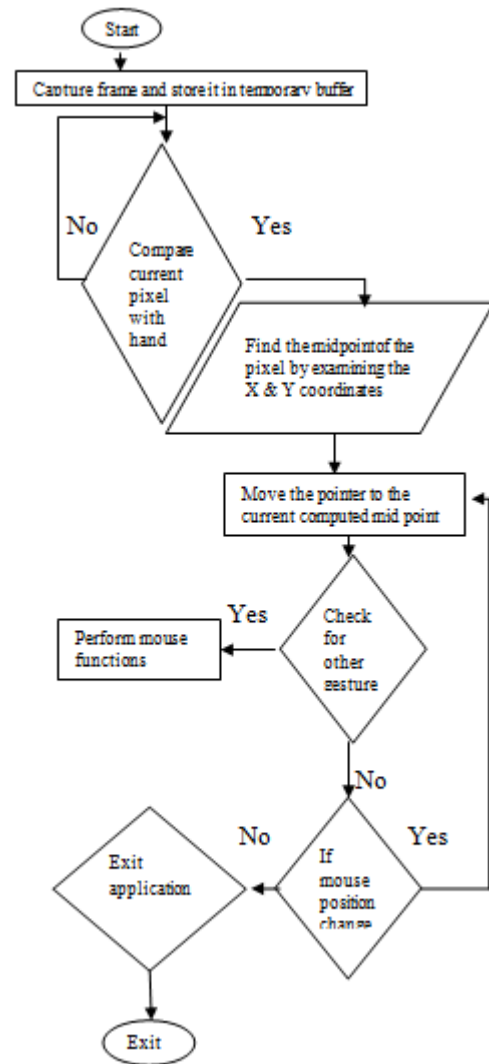 Start
Capture frame and store it in temporary buffer
No
Yes
Compare
current
pixel
with
hand
Find the midpoint of the
pixel by examining the
X & Y coordinates
Move the pointer to the
current computed mid point
Yes
Check
for
other
gesture
Perform mouse
functions
No
No
Yes
If
mouse
position
change
Exit
application
Exit